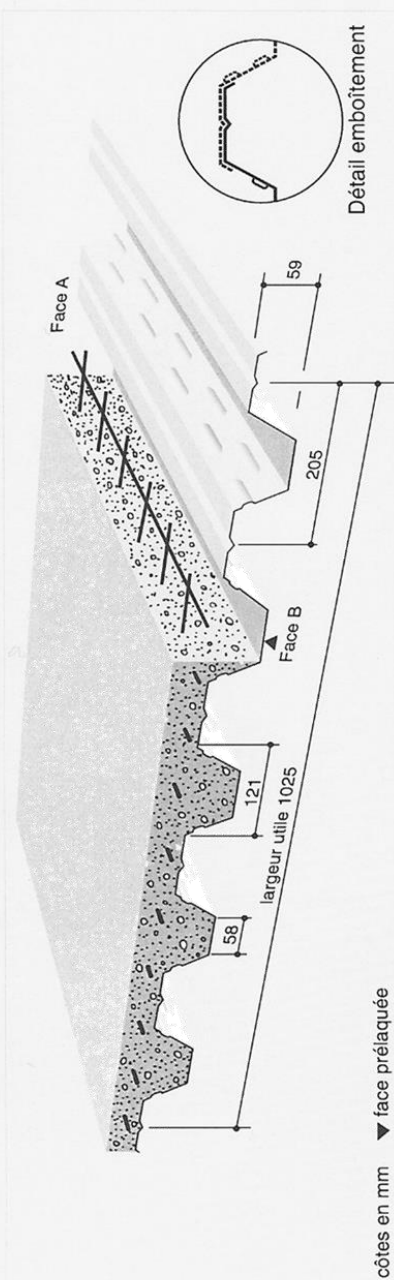 Détail emboîtement
Face A
59
205
Face B
121
largeur utile 1025
58
côtes en mm ▼ face prélaquée